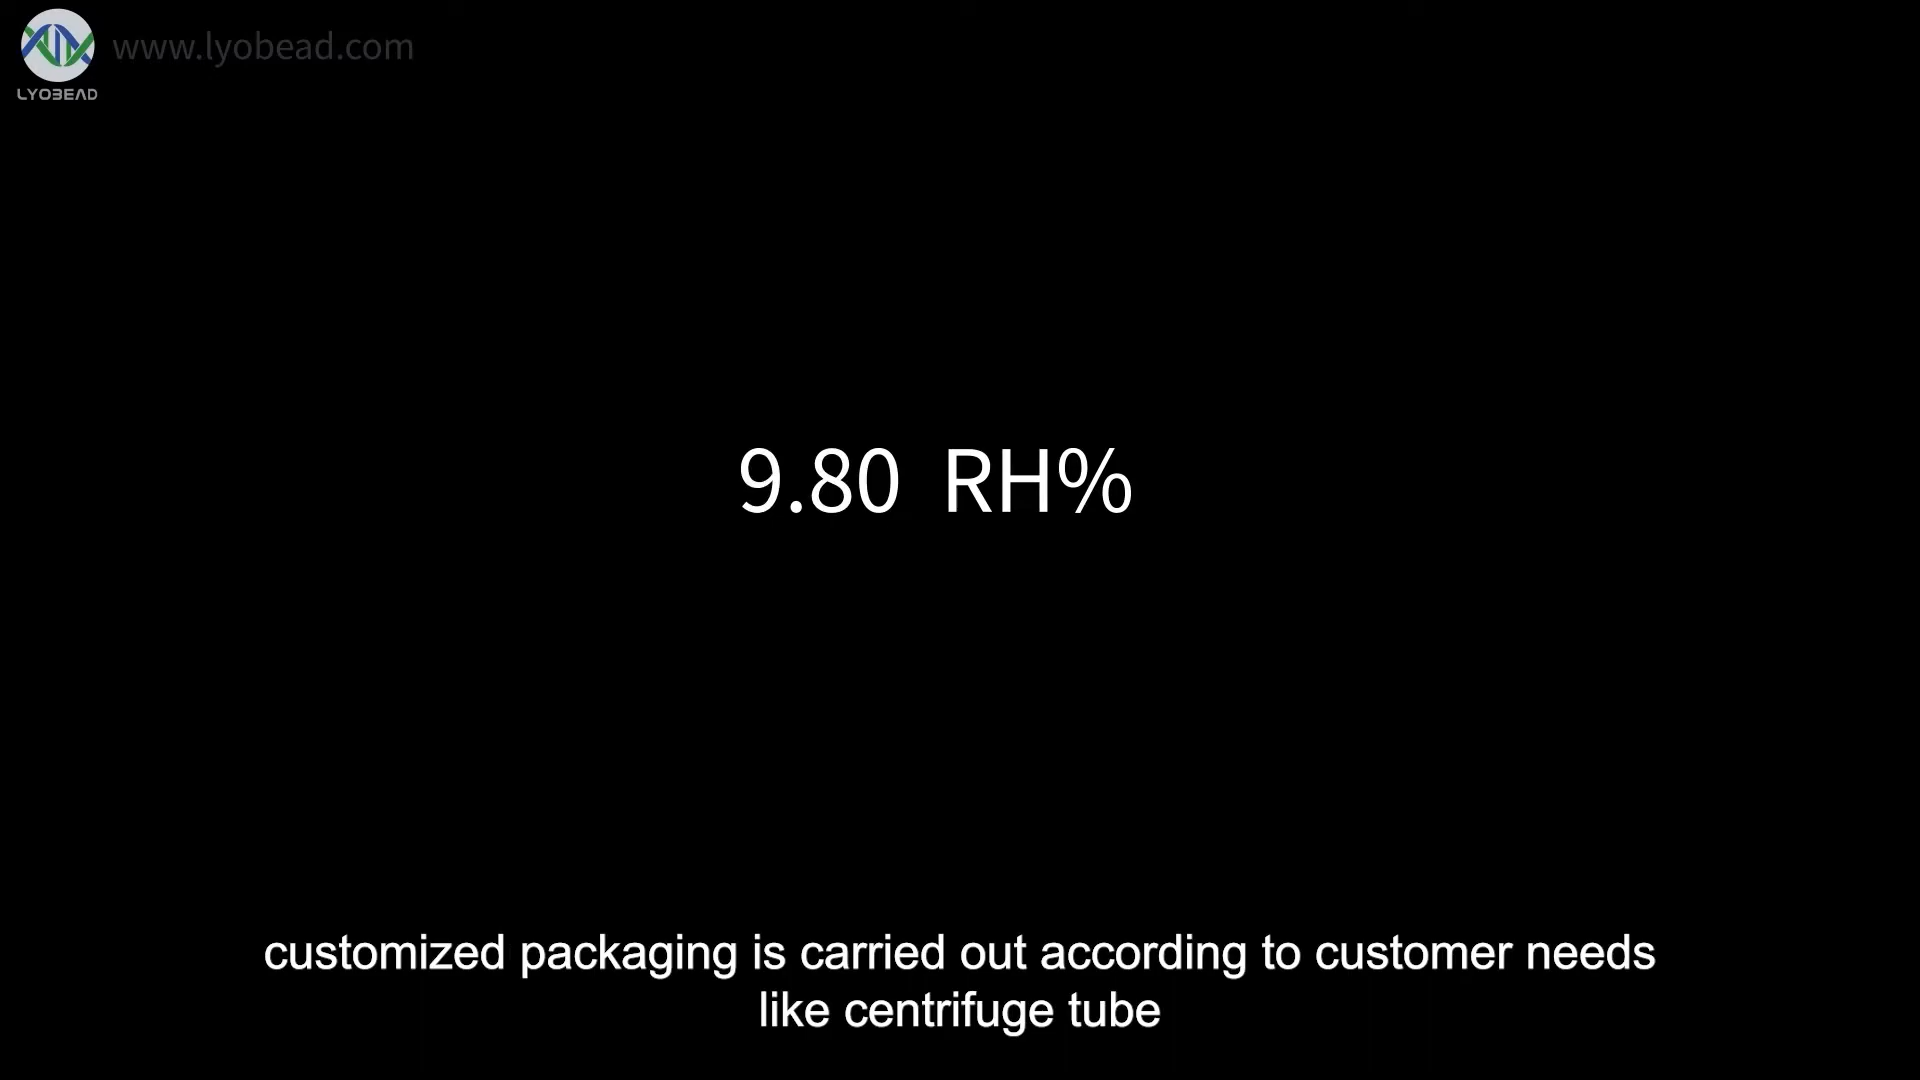 www.lyobead.com
LYOBEAD
9.80 RH%
customized packaging is carried out according to customer needs
like centrifuge tube